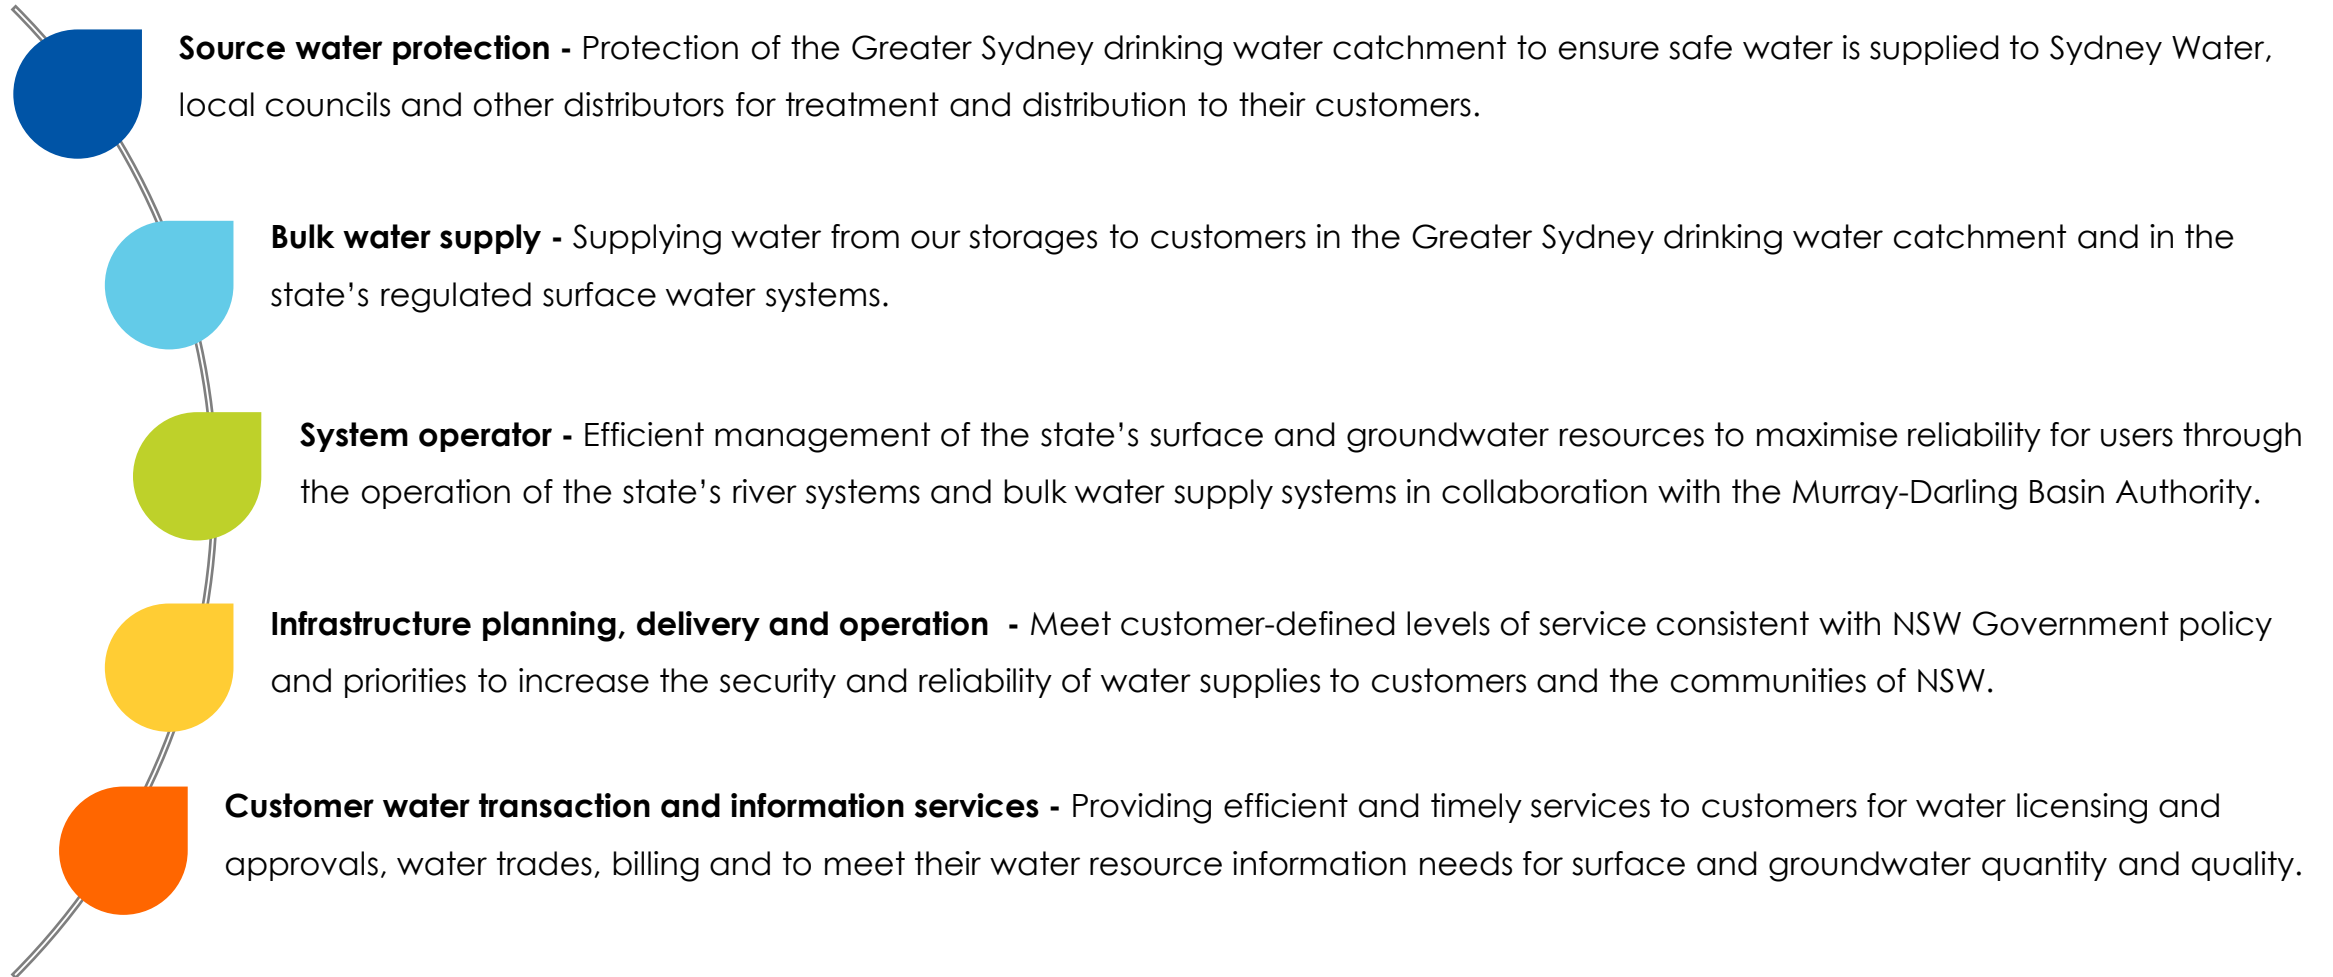 Source water protection - Protection of the Greater Sydney drinking water catchment to ensure safe water is supplied to Sydney Water,
local councils and other distributors for treatment and distribution to their customers.
Bulk water supply - Supplying water from our storages to customers in the Greater Sydney drinking water catchment and in the
state’s regulated surface water systems.
System operator - Efficient management of the state’s surface and groundwater resources to maximise reliability for users through
the operation of the state’s river systems and bulk water supply systems in collaboration with the Murray-Darling Basin Authority.
Infrastructure planning, delivery and operation - Meet customer-defined levels of service consistent with NSW Government policy
and priorities to increase the security and reliability of water supplies to customers and the communities of NSW.
Customer water transaction and information services - Providing efficient and timely services to customers for water licensing and
approvals, water trades, billing and to meet their water resource information needs for surface and groundwater quantity and quality.